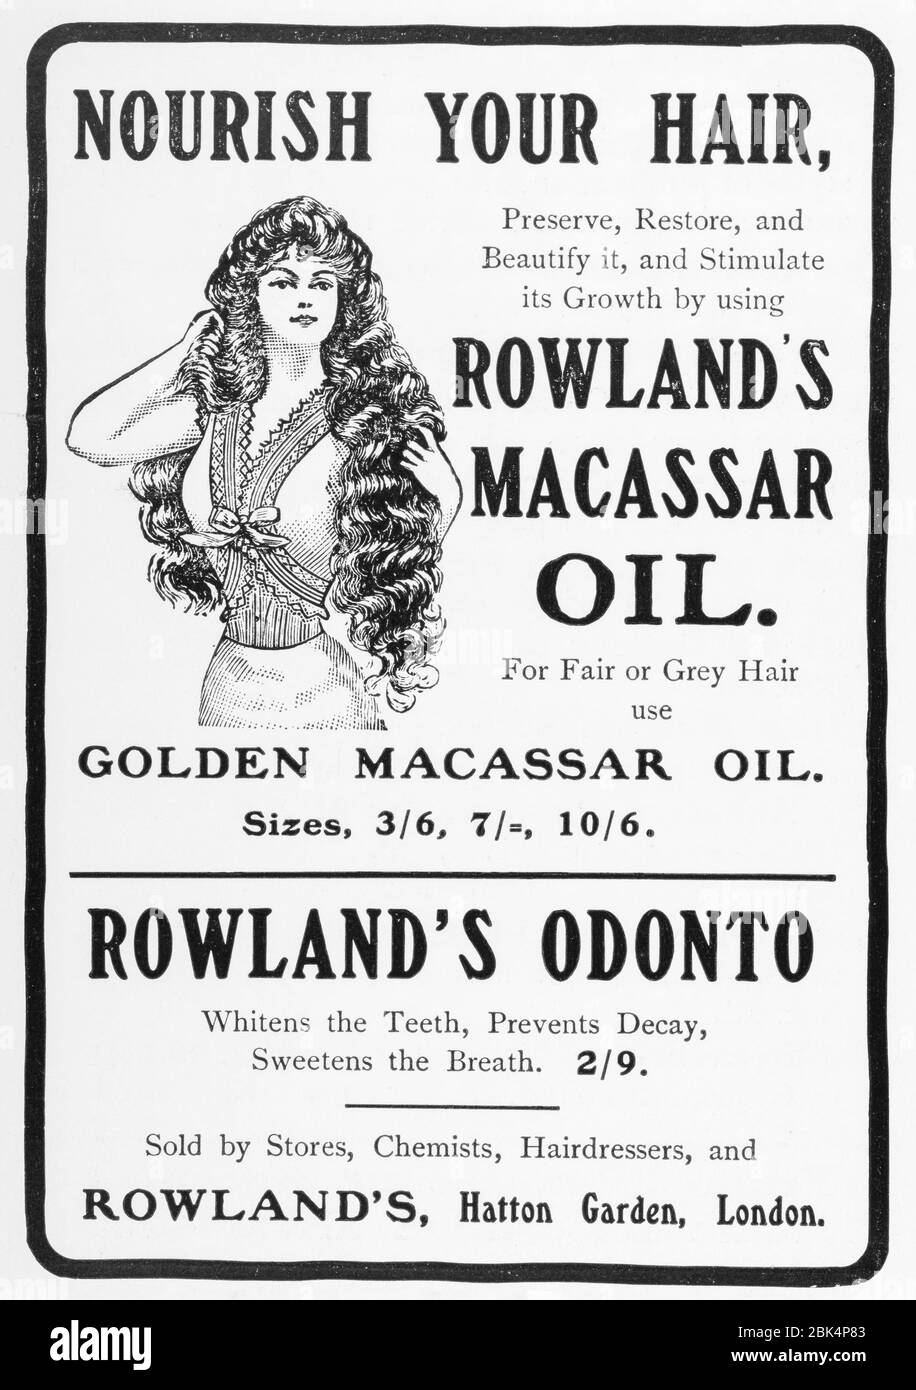 NOURISH YOUR HAIR,
Preserve, Restore, and
Beautify it, and Stimulate
its Growth by using
ROWLAND'S
MACASSAR
OIL.
For Fair or Grey Hair
use
GOLDEN MACASSAR OIL.
Sizes, 3/6, 7/=, 10/6.
ROWLAND'S ODONTO
Whitens the Teeth, Prevents Decay,
Sweetens the Breath. 2/9.
Sold by Stores, Chemists, Hairdressers, and
ROWLAND'S, Hatton Garden, London.
alamy
Image ID: 2BK4P83
www.alamy.com